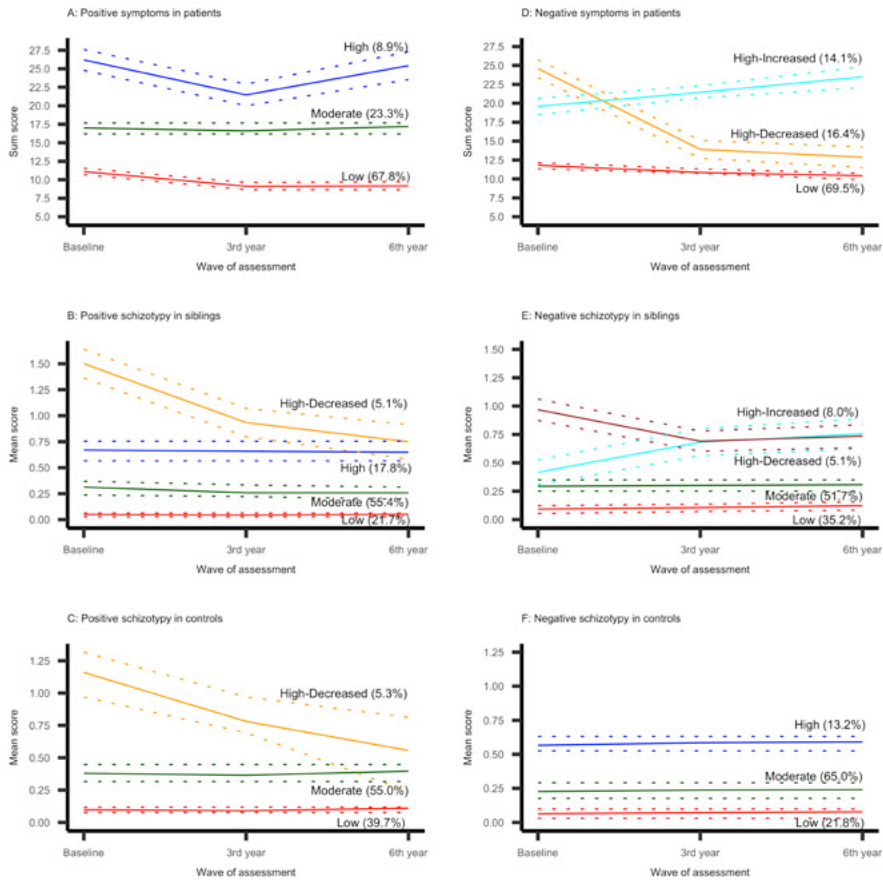 A: Positive symptoms in patients
27.5
25.0
22.5
20.0
17.5
15.0
12.5
10.0
7.5
5.0
Sum score
High (8.9%)
Moderate (23.3%)
Low (67.8%)
Baseline
3rd year
6th year
Wave of assessment
D: Negative symptoms in patients
27.5
25.0
22.5
20.0
17.5
15.0
12.5
10.0
7.5
5.0
Sum score
High-Increased (14.1%)
High-Decreased (16.4%)
Low (69.5%)
Baseline
3rd year
6th year
Wave of assessment
B: Positive schizotypy in siblings
1.50
1.25
1.00
0.75
0.50
0.25
0.00
Mean score
High-Decreased (5.1%)
High (17.8%)
Moderate (55.4%)
Low (21.7%)
Baseline
3rd year
6th year
Wave of assessment
E: Negative schizotypy in siblings
1.50
1.25
1.00
0.75
0.50
0.25
0.00
Mean score
High-Increased (8.0%)
High-Decreased (5.1%)
Moderate (51.7%)
Low (35.2%)
Baseline
3rd year
6th year
Wave of assessment
C: Positive schizotypy in controls
1.25
1.00
0.75
0.50
0.25
0.00
Mean score
High-Decreased (5.3%)
Moderate (55.0%)
Low (39.7%)
Baseline
3rd year
6th year
Wave of assessment
F: Negative schizotypy in controls
1.25
1.00
0.75
0.50
0.25
0.00
Mean score
High (13.2%)
Moderate (65.0%)
Low (21.8%)
Baseline
3rd year
6th year
Wave of assessment